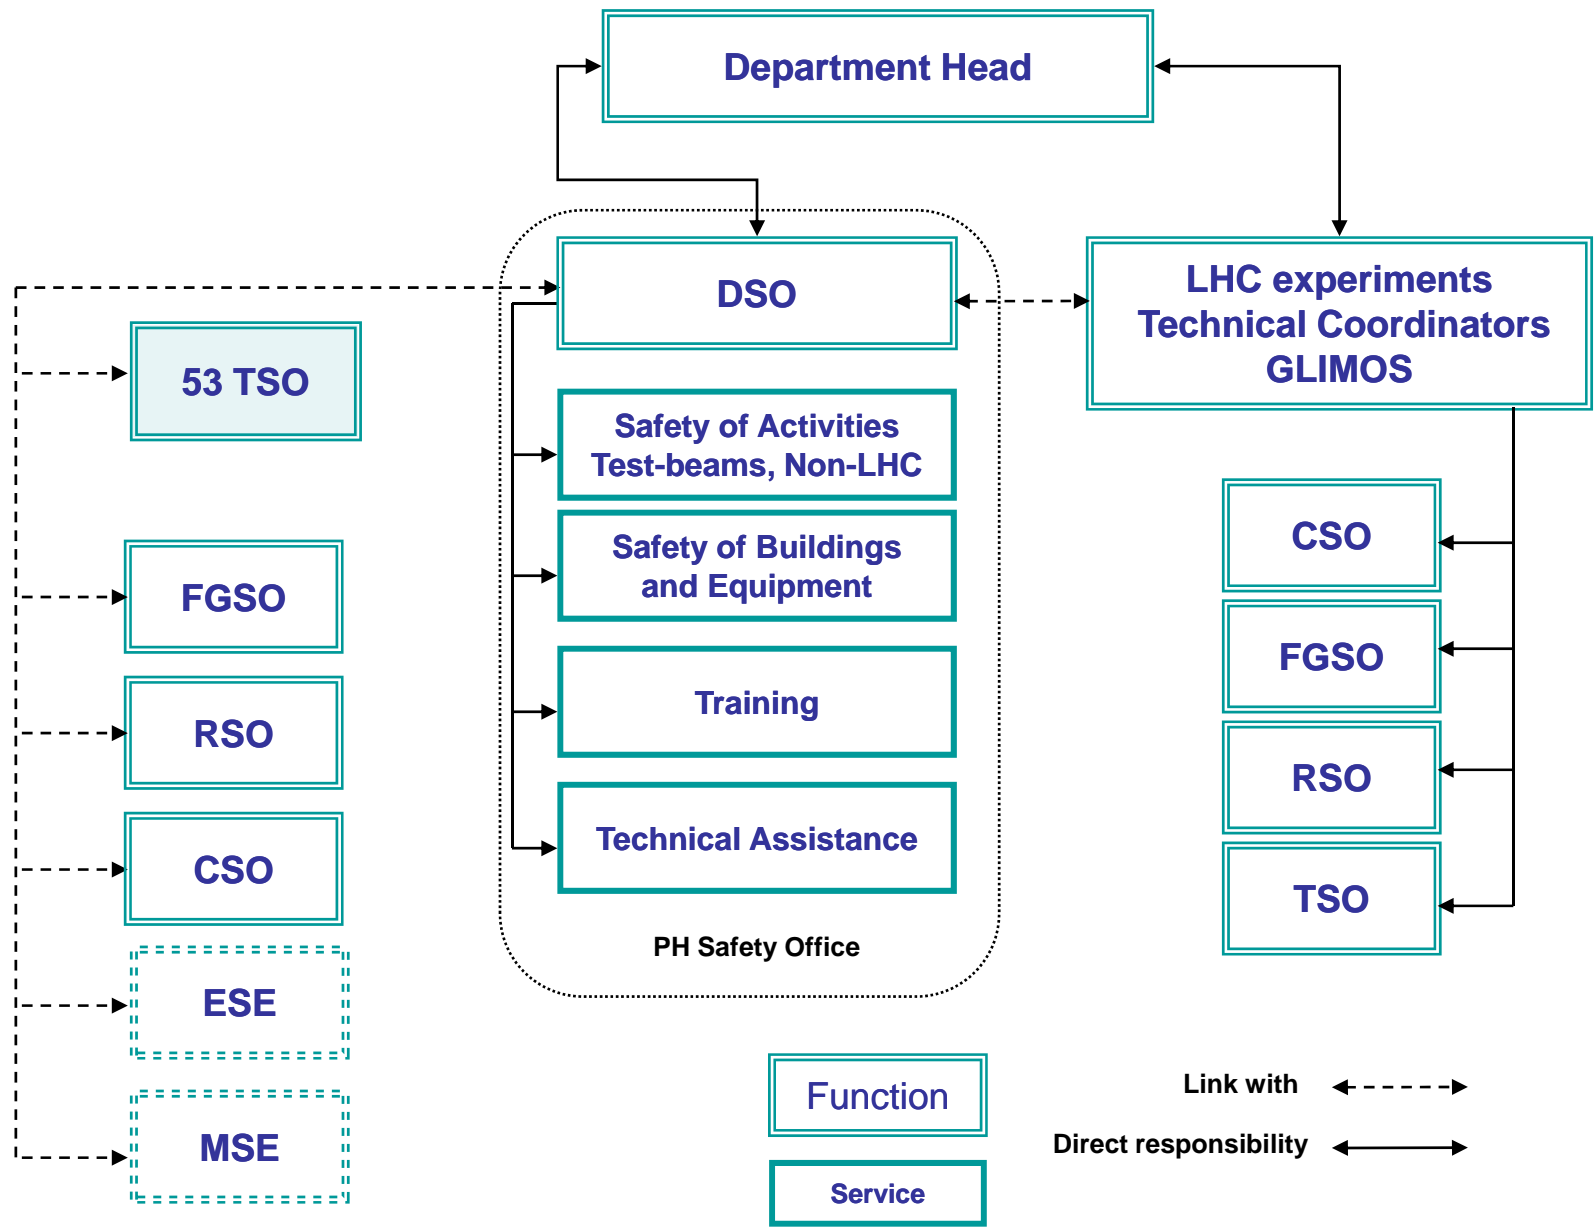 Department Head
DSO
LHC experiments
Technical Coordinators
GLIMOS
53 TSO
FGSO
RSO
CSO
ESE
MSE
Safety of Activities
Test-beams, Non-LHC
Safety of Buildings
and Equipment
Training
Technical Assistance
PH Safety Office
CSO
FGSO
RSO
TSO
Function
Service
Link with
Direct responsibility